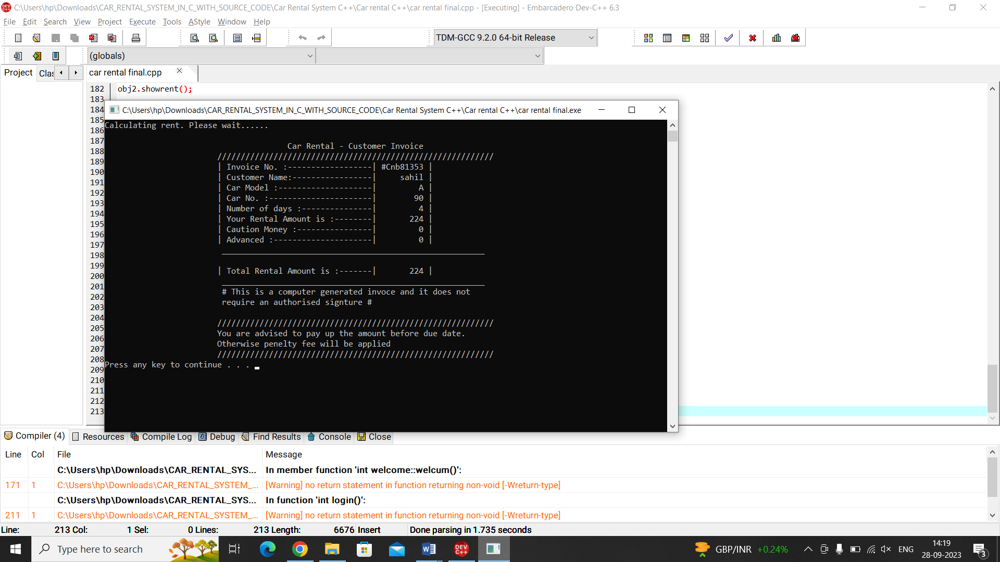 C:\Users\hp\Downloads\CAR_RENTAL_SYSTEM_IN_C_WITH_SOURCE_CODE\Car Rental System C++\Car rental C++\car rental final.cpp - [Executing] - Embarcadero Dev-C++ 6.3
File Edit Search View Project Execute Tools AStyle Window Help
TDM-GCC 9.2.0 64-bit Release
(globals)
Project Clas car rental final.cpp
182 obj2.showrent();
183
184 C:\Users\hp\Downloads\CAR_RENTAL_SYSTEM_IN_C_WITH_SOURCE_CODE\Car Rental System C++\Car rental C++\car rental final.exe
185
186
187
188
189
190
191
192
193
194
195
196
197
198
199
200
201
202
203
204
205
206
207
208
209
210
211
212
213
Calculating rent. Please wait......
Car Rental - Customer Invoice
///////////////////////////////////////////////////////////
| Invoice No. :------------------| #Cnb81353 |
| Customer Name:-----------------| sahil |
| Car Model :--------------------| A |
| Car No. :----------------------| 90 |
| Number of days :---------------| 4 |
| Your Rental Amount is :--------| 224 |
| Caution Money :----------------| 0 |
| Advanced :---------------------| 0 |
________________________________________________________
| Total Rental Amount is :-------| 224 |
________________________________________________________
# This is a computer generated invoce and it does not
require an authorised signture #
///////////////////////////////////////////////////////////
You are advised to pay up the amount before due date.
Otherwise penelty fee will be applied
///////////////////////////////////////////////////////////
Press any key to continue . . .
Compiler (4) Resources Compile Log Debug Find Results Console Close
Line Col File Message
C:\Users\hp\Downloads\CAR_RENTAL_SYS... In member function 'int welcome::welcum()':
171 1 C:\Users\hp\Downloads\CAR_RENTAL_SYSTEM_... [Warning] no return statement in function returning non-void [-Wreturn-type]
C:\Users\hp\Downloads\CAR_RENTAL_SYS... In function 'int login()':
211 1 C:\Users\hp\Downloads\CAR_RENTAL_SYSTEM_... [Warning] no return statement in function returning non-void [-Wreturn-type]
Line: 213 Col: 1 Sel: 0 Lines: 213 Length: 6676 Insert Done parsing in 1.735 seconds
Type here to search
DEV C++
GBP/INR +0.24%
ENG
14:19
28-09-2023
3